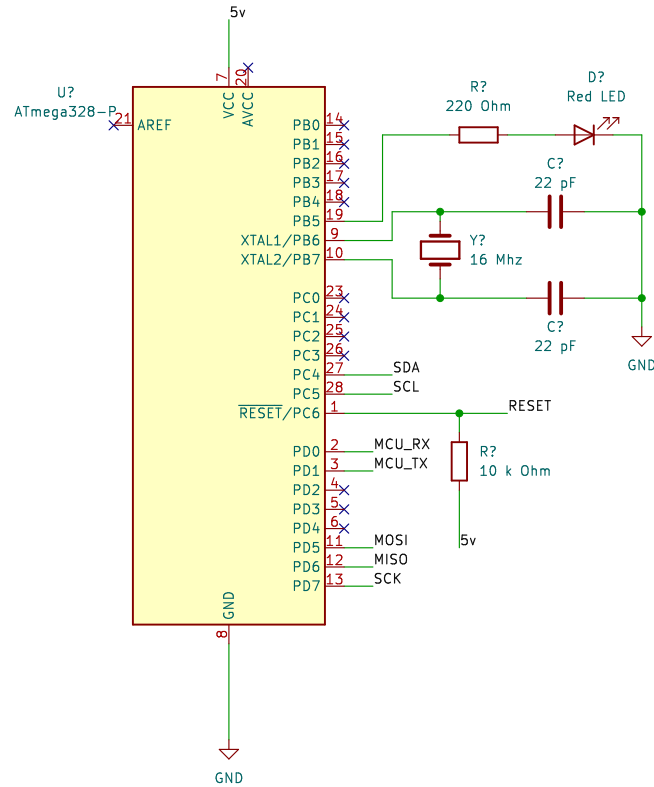 5v
7
20
VCC
AVCC
U?
ATmega328-P
21
AREF
PB0
14
PB1
15
PB2
16
PB3
17
PB4
18
PB5
19
XTAL1/PB6
9
XTAL2/PB7
10
PC0
23
PC1
24
PC2
25
PC3
26
PC4
27
SDA
PC5
28
SCL
RESET/PC6
1
RESET
PD0
2
MCU_RX
PD1
3
MCU_TX
PD2
4
PD3
5
PD4
6
PD5
11
MOSI
PD6
12
MISO
PD7
13
SCK
GND
8
GND
R?
220 Ohm
D?
Red LED
C?
22 pF
Y?
16 Mhz
C?
22 pF
GND
R?
10 k Ohm
5v